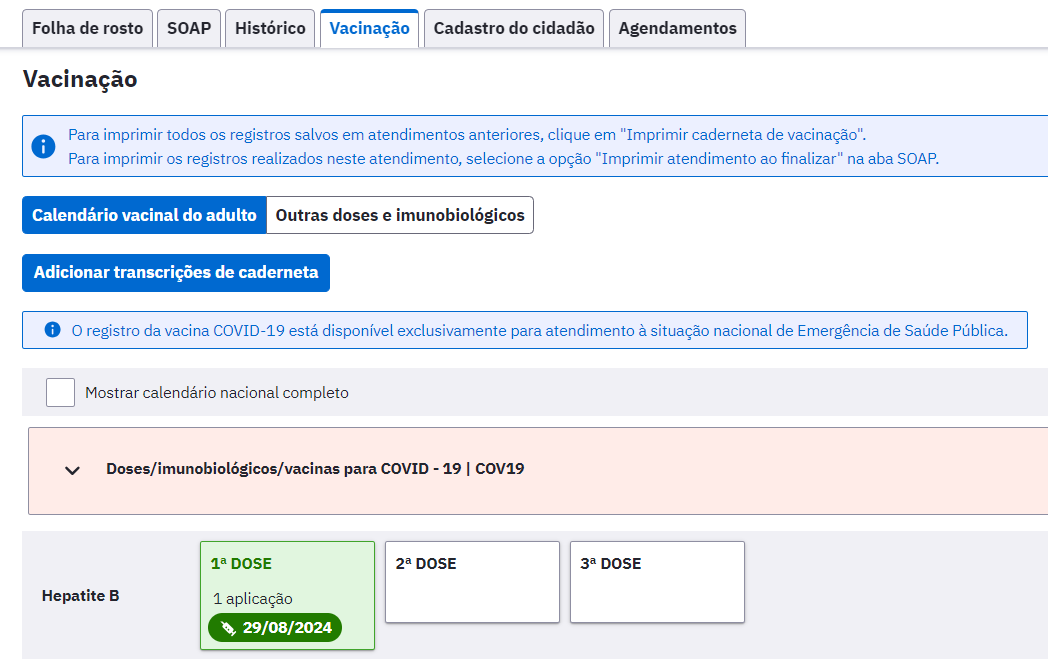 Folha de rosto SOAP Histórico Vacinação Cadastro do cidadão Agendamentos
Vacinação
Para imprimir todos os registros salvos em atendimentos anteriores, clique em "Imprimir caderneta de vacinação".
Para imprimir os registros realizados neste atendimento, selecione a opção "Imprimir atendimento ao finalizar" na aba SOAP.
Calendário vacinal do adulto Outras doses e imunobiológicos
Adicionar transcrições de caderneta
O registro da vacina COVID-19 está disponível exclusivamente para atendimento à situação nacional de Emergência de Saúde Pública.
Mostrar calendário nacional completo
Doses/imunobiológicos/vacinas para COVID - 19 | COV19
Hepatite B
1ª DOSE
1 aplicação
29/08/2024
2ª DOSE
3ª DOSE